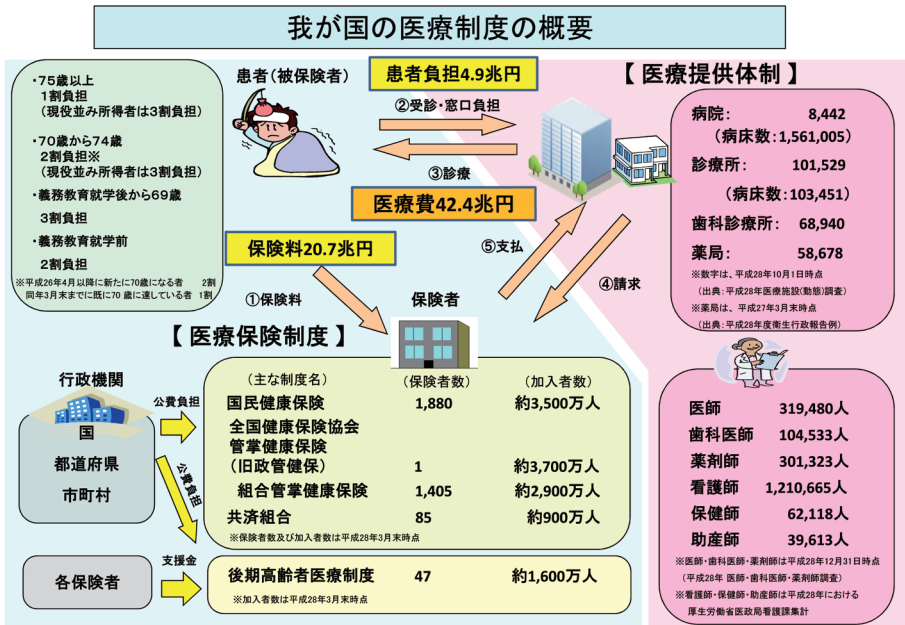 我が国の医療制度の概要
・75歳以上
1割負担
(現役並み所得者は3割負担)
・70歳から74歳
2割負担※
(現役並み所得者は3割負担)
・義務教育就学後から69歳
3割負担
・義務教育就学前
2割負担
※平成26年4月以降に新たに70歳になる者 2割
同年3月末までに既に70 歳に達している者 1割
患者(被保険者)
患者負担4.9兆円
②受診・窓口負担
③診療
医療費42.4兆円
保険料20.7兆円
①保険料
⑤支払
④請求
保険者
【 医療提供体制 】
病院: 8,442
(病床数:1,561,005)
診療所: 101,529
(病床数:103,451)
歯科診療所: 68,940
薬局: 58,678
※数字は、平成28年10月1日時点
(出典:平成28年医療施設(動態)調査)
※薬局は、平成27年3月末時点
(出典:平成28年度衛生行政報告例)
【 医療保険制度 】
行政機関
国
都道府県
市町村
公費負担
公費負担
(主な制度名) (保険者数) (加入者数)
国民健康保険 1,880 約3,500万人
全国健康保険協会
管掌健康保険
(旧政管健保) 1 約3,700万人
組合管掌健康保険 1,405 約2,900万人
共済組合 85 約900万人
※保険者数及び加入者数は平成28年3月末時点
各保険者
支援金
後期高齢者医療制度 47 約1,600万人
※加入者数は平成28年3月末時点
医師 319,480人
歯科医師 104,533人
薬剤師 301,323人
看護師 1,210,665人
保健師 62,118人
助産師 39,613人
※医師・歯科医師・薬剤師は平成28年12月31日時点
(平成28年 医師・歯科医師・薬剤師調査)
※看護師・保健師・助産師は平成28年における
厚生労働省医政局看護課集計